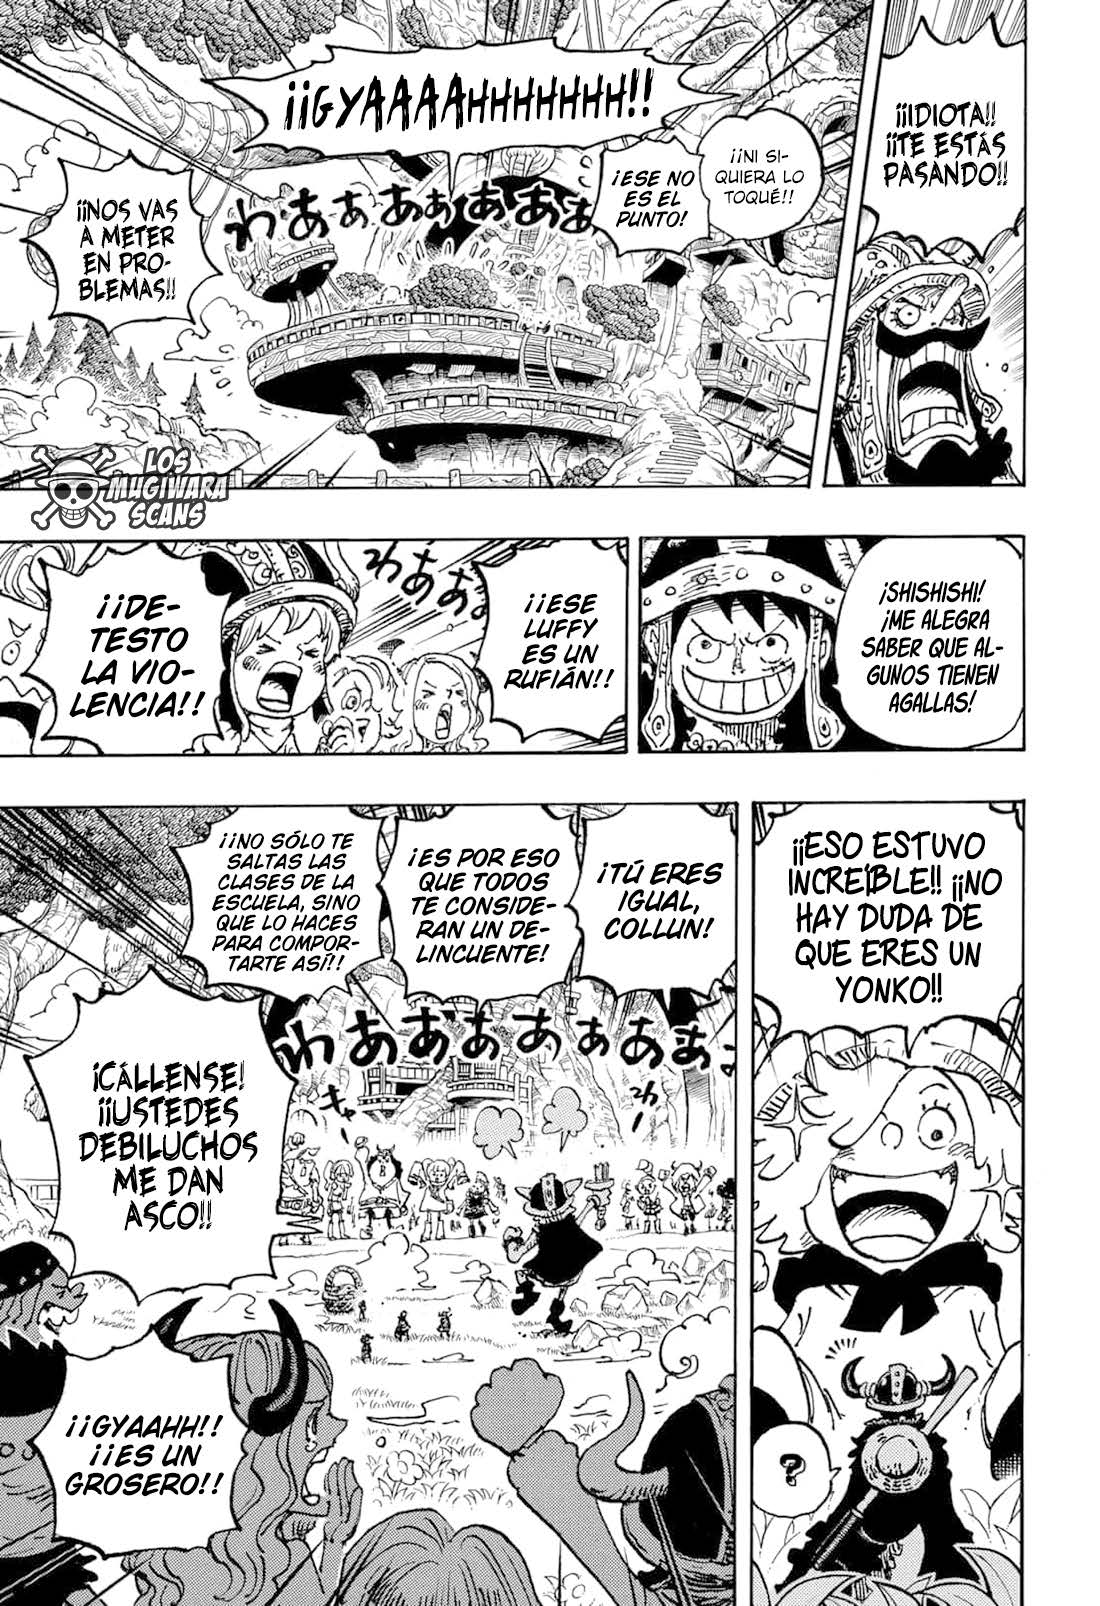 ¡¡IDIOTA!!
¡¡TE ESTÁS
PASANDO!!
¡¡GYAAAAAHHHHHHH!!
¡¡NI SI-
QUIERA LO
TOQUÉ!!
¡ESE NO
ES EL
PUNTO!
わあぁあぁぁあああ
¡¡NOS VAS
A METER
EN PRO-
BLEMAS!!
LOS
MUGIWARA
SCANS
¡SHISHISHI!
¡ME ALEGRA
SABER QUE AL-
GUNOS TIENEN
AGALLAS!
¡¡ESE
LUFFY
ES UN
RUFIÁN!!
わああぁ
¡¡DE-
TESTO
LA VIO-
LENCIA!!
¡¡ESO ESTUVO
INCREÍBLE!! ¡¡NO
HAY DUDA DE
QUE ERES UN
YONKO!!
?
¡TÚ ERES
IGUAL,
COLLUN!
¡ES POR ESO
QUE TODOS
TE CONSIDE-
RAN UN DE-
LINCUENTE!
¡¡NO SÓLO TE
SALTAS LAS
CLASES DE LA
ESCUELA, SINO
QUE LO HACES
PARA COMPOR-
TARTE ASÍ!!
わあああああぁああ
¡CÁLLENSE!
¡¡USTEDES
DEBILUCHOS
ME DAN
ASCO!!
¡¡GYAAHH!!
¡¡ES UN
GROSERO!!